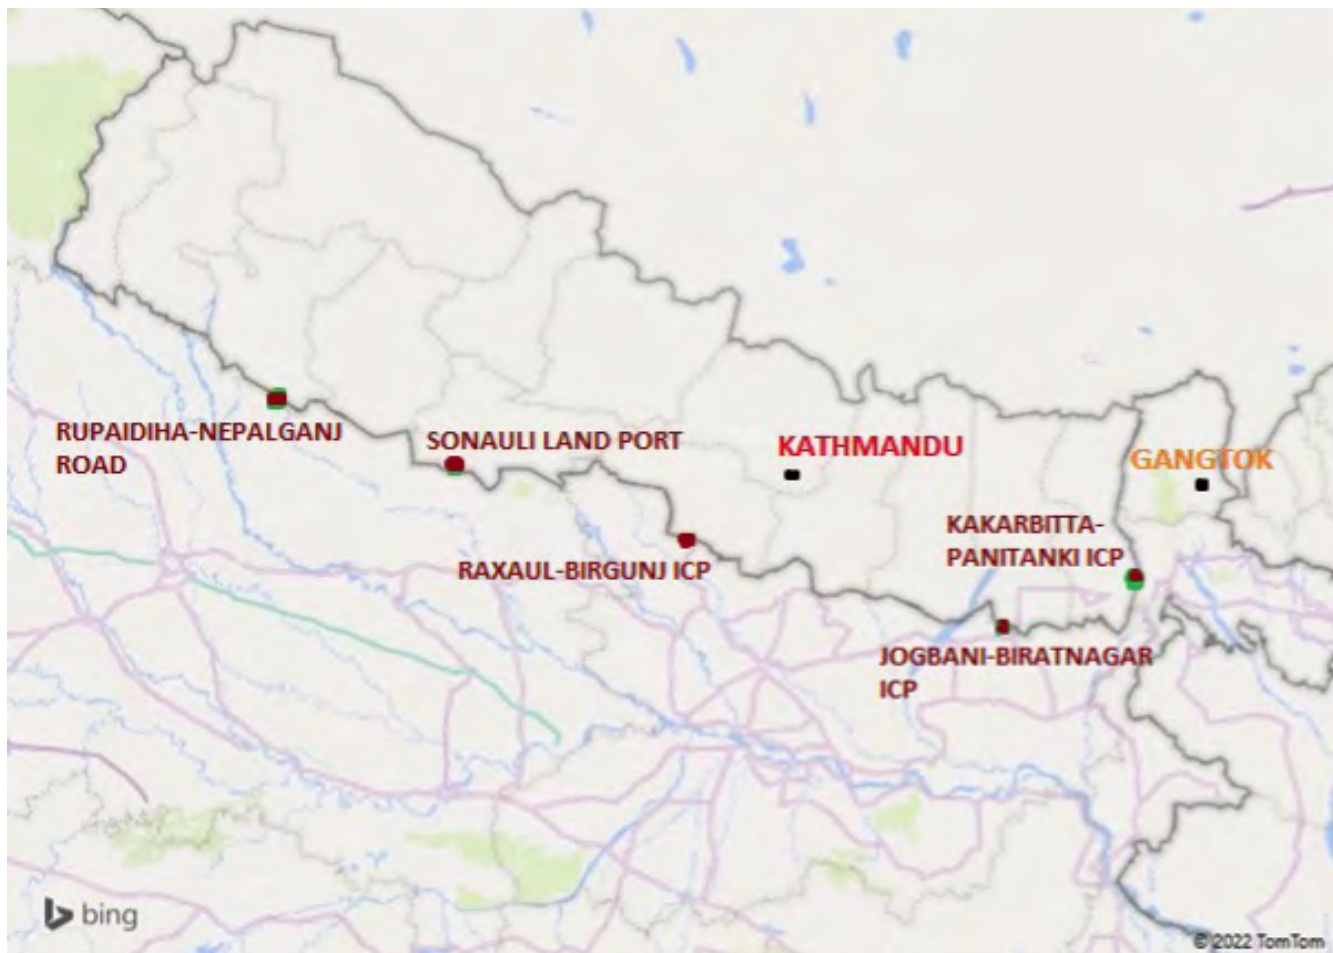 RUPAIDIHA-NEPALGANJ
ROAD
SONAULI LAND PORT
KATHMANDU
GANGTOK
RAXAUL-BIRGUNJ ICP
KAKARBITTA-
PANITANKI ICP
JOGBANI-BIRATNAGAR
ICP
bing
© 2022 TomTom